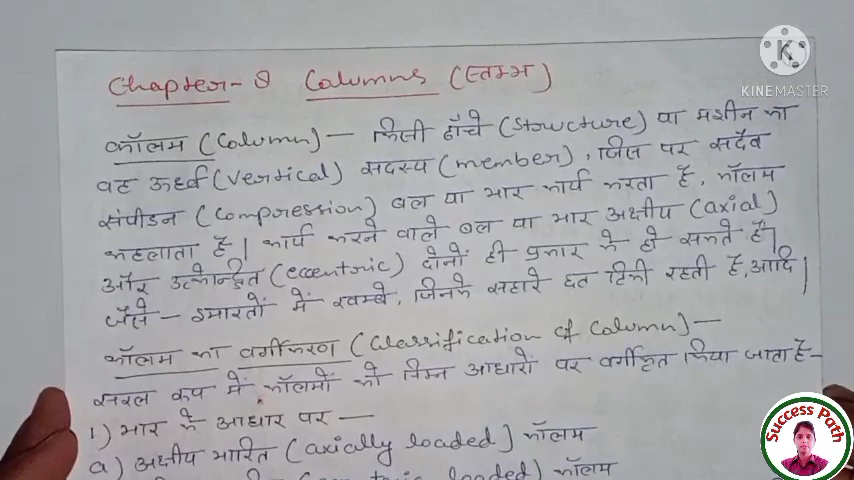 KINEMASTER
Chapter-8 Columns (स्तम्भ)
कॉलम (Column) — किसी ढाँचे (Structure) या मशीन का
वह ऊर्ध्व (Vertical) सदस्य (member), जिस पर सदैव
संपीडन (Compression) बल या भार कार्य करता है, कॉलम
कहलाता है। कार्य करने वाले बल या भार अक्षीय (axial)
और उत्केन्द्रित (eccentric) दोनों ही प्रकार के हो सकते हैं।
जैसे — इमारतों में खम्बे, जिनके सहारे छत टिकी रहती है, आदि।
कॉलम का वर्गीकरण (Classification of Column) —
सरल रूप में कॉलमों को निम्न आधारों पर वर्गीकृत किया जाता है—
1) भार के आधार पर —
a) अक्षीय भारित (axially loaded) कॉलम
loaded) कॉलम
Success Path